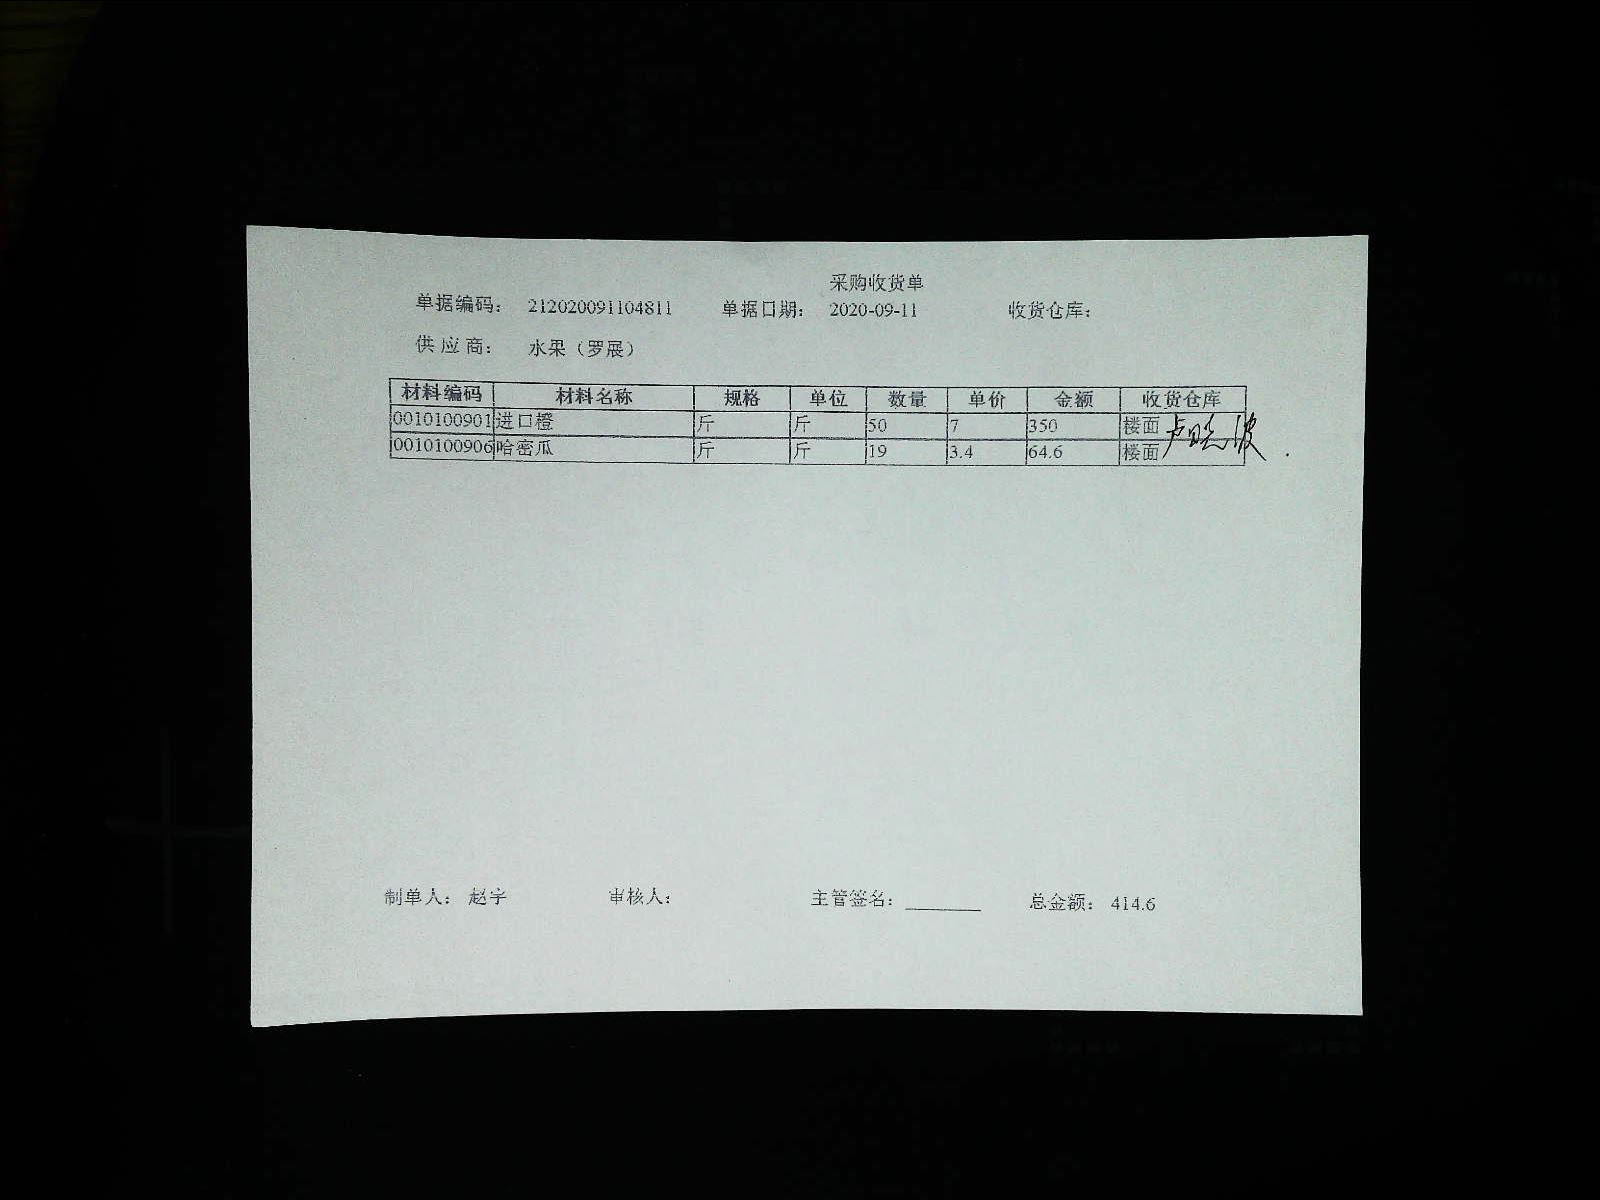 采购收货单
单据编码： 212020091104811 单据日期： 2020-09-11 收货仓库：
供应商： 水果（罗展）
材料编码 材料名称 规格 单位 数量 单价 金额 收货仓库
0010100901 进口橙 斤 斤 50 7 350 楼面
0010100906 哈密瓜 斤 斤 19 3.4 64.6 楼面
卢晓波
制单人： 赵宇 审核人： 主管签名： 总金额： 414.6